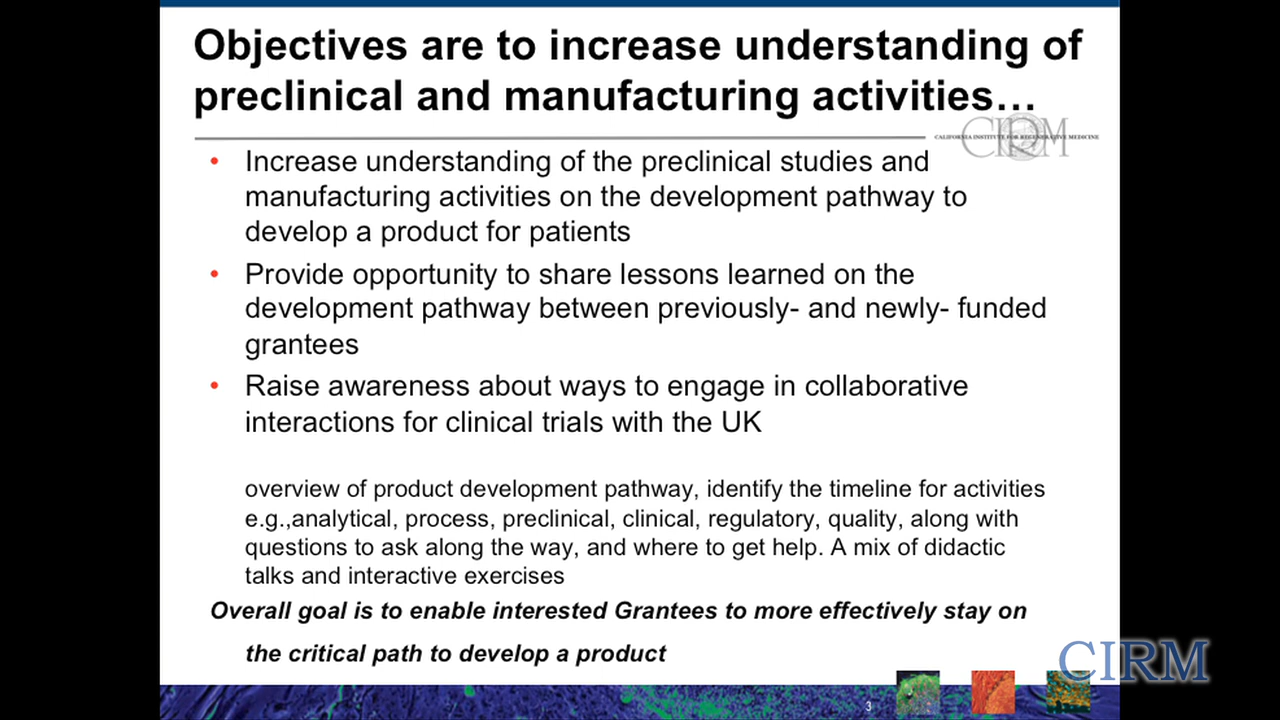 Objectives are to increase understanding of
preclinical and manufacturing activities…
CIRM
CALIFORNIA INSTITUTE FOR REGENERATIVE MEDICINE
• Increase understanding of the preclinical studies and
manufacturing activities on the development pathway to
develop a product for patients
• Provide opportunity to share lessons learned on the
development pathway between previously- and newly- funded
grantees
• Raise awareness about ways to engage in collaborative
interactions for clinical trials with the UK
overview of product development pathway, identify the timeline for activities
e.g.,analytical, process, preclinical, clinical, regulatory, quality, along with
questions to ask along the way, and where to get help. A mix of didactic
talks and interactive exercises
Overall goal is to enable interested Grantees to more effectively stay on
the critical path to develop a product
CIRM
3